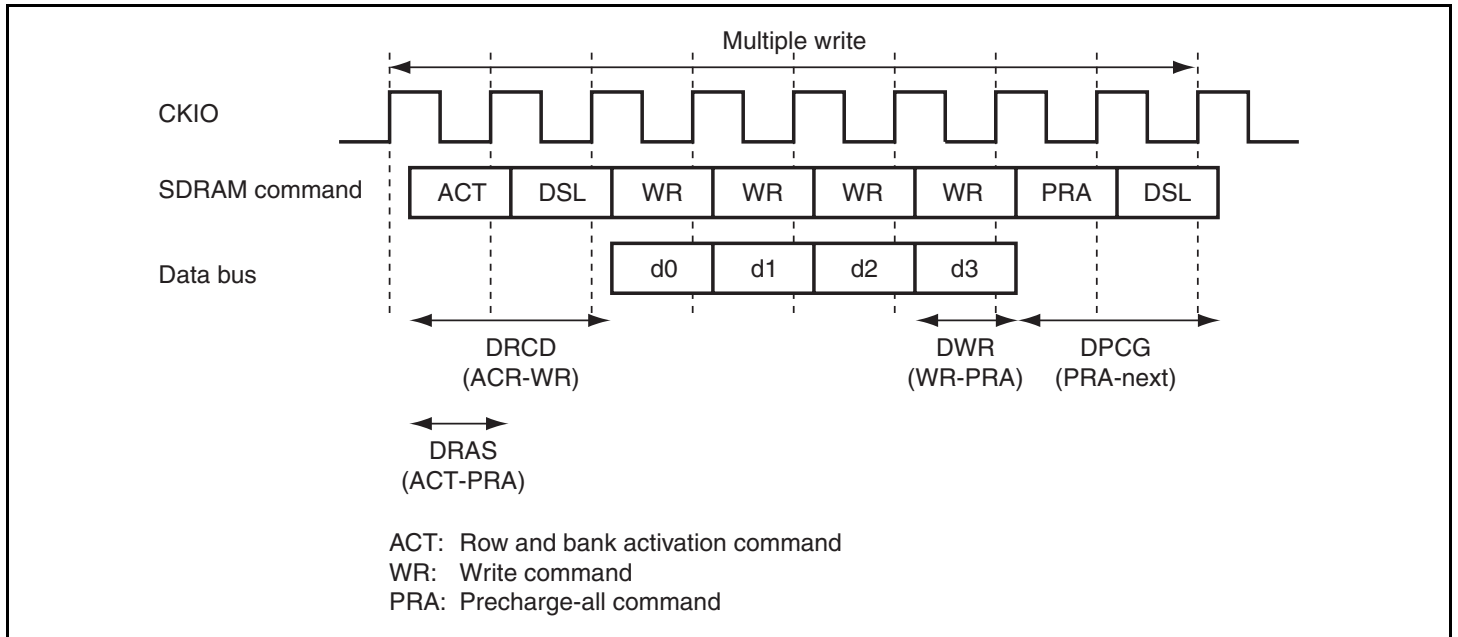 Multiple write
CKIO
SDRAM command
ACT DSL WR WR WR WR PRA DSL
Data bus
d0 d1 d2 d3
DRCD
(ACR-WR)
DWR
(WR-PRA)
DPCG
(PRA-next)
DRAS
(ACT-PRA)
ACT: Row and bank activation command
WR: Write command
PRA: Precharge-all command